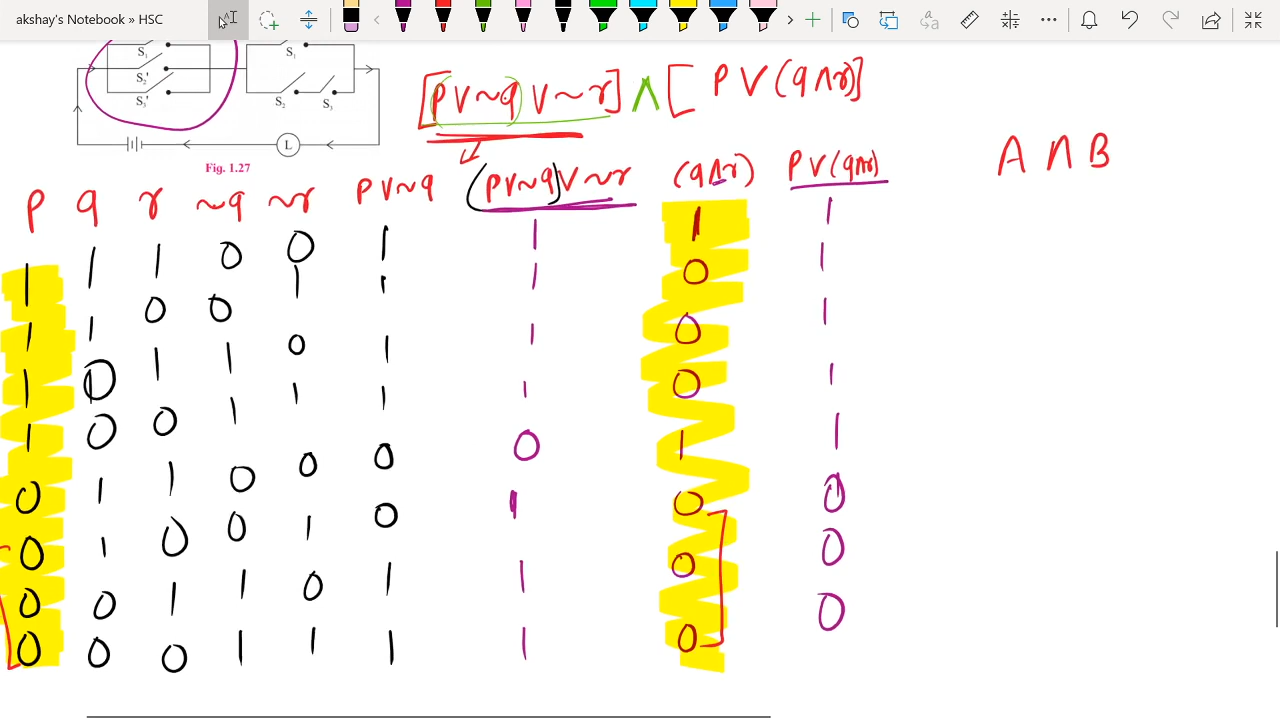 akshay's Notebook » HSC
S₁ S₁
S₂'
S₃' S₂ S₃
[(p∨~q)∨~r] ∧ [p∨(q∧r)]
L
Fig. 1.27
A ∧ B
p q r ~q ~r p∨~q (p∨~q)∨~r (q∧r) p∨(q∧r)
1 1 1 0 0 1 1 1 1
1 1 0 0 1 1 1 0 1
1 0 1 1 0 1 1 0 1
1 0 0 1 1 1 1 0 1
0 1 1 0 0 0 0 1 1
0 1 0 0 1 0 1 0 0
0 0 1 1 0 1 1 0 0
0 0 0 1 1 1 1 0 0